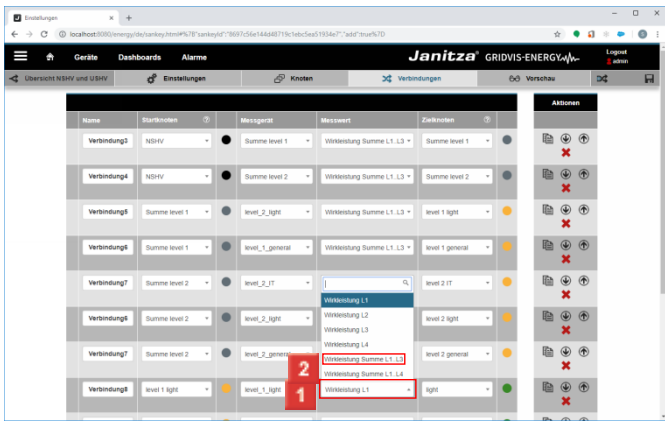 Einstellungen
localhost:8080/energy/de/sankey.html#%7B"sankeyId":"8697c56e144d48719c1ebc5ea51934e7","add":true%7D
Geräte Dashboards Alarme Janitza® GRIDVIS-ENERGY Logout
admin
Übersicht NSHV und USHV Einstellungen Knoten Verbindungen Vorschau
Aktionen
Name Startknoten Messgerät Messwert Zielknoten
Verbindung3 NSHV Summe level 1 Wirkleistung Summe L1..L3 Summe level 1
Verbindung4 NSHV Summe level 2 Wirkleistung Summe L1..L3 Summe level 2
Verbindung5 Summe level 1 level_2_light Wirkleistung Summe L1..L3 level 1 light
Verbindung6 Summe level 1 level_1_general Wirkleistung Summe L1..L3 level 1 general
Verbindung7 Summe level 2 level_2_IT level 2 IT
Wirkleistung L1
Verbindung6 Summe level 2 level_2_light Wirkleistung L2 level 2 light
Wirkleistung L3
Wirkleistung L4
Verbindung7 Summe level 2 level_2_general Wirkleistung Summe L1..L3 level 2 general
2
Wirkleistung Summe L1..L4
Verbindung8 level 1 light level_1_light 1 Wirkleistung L1 light